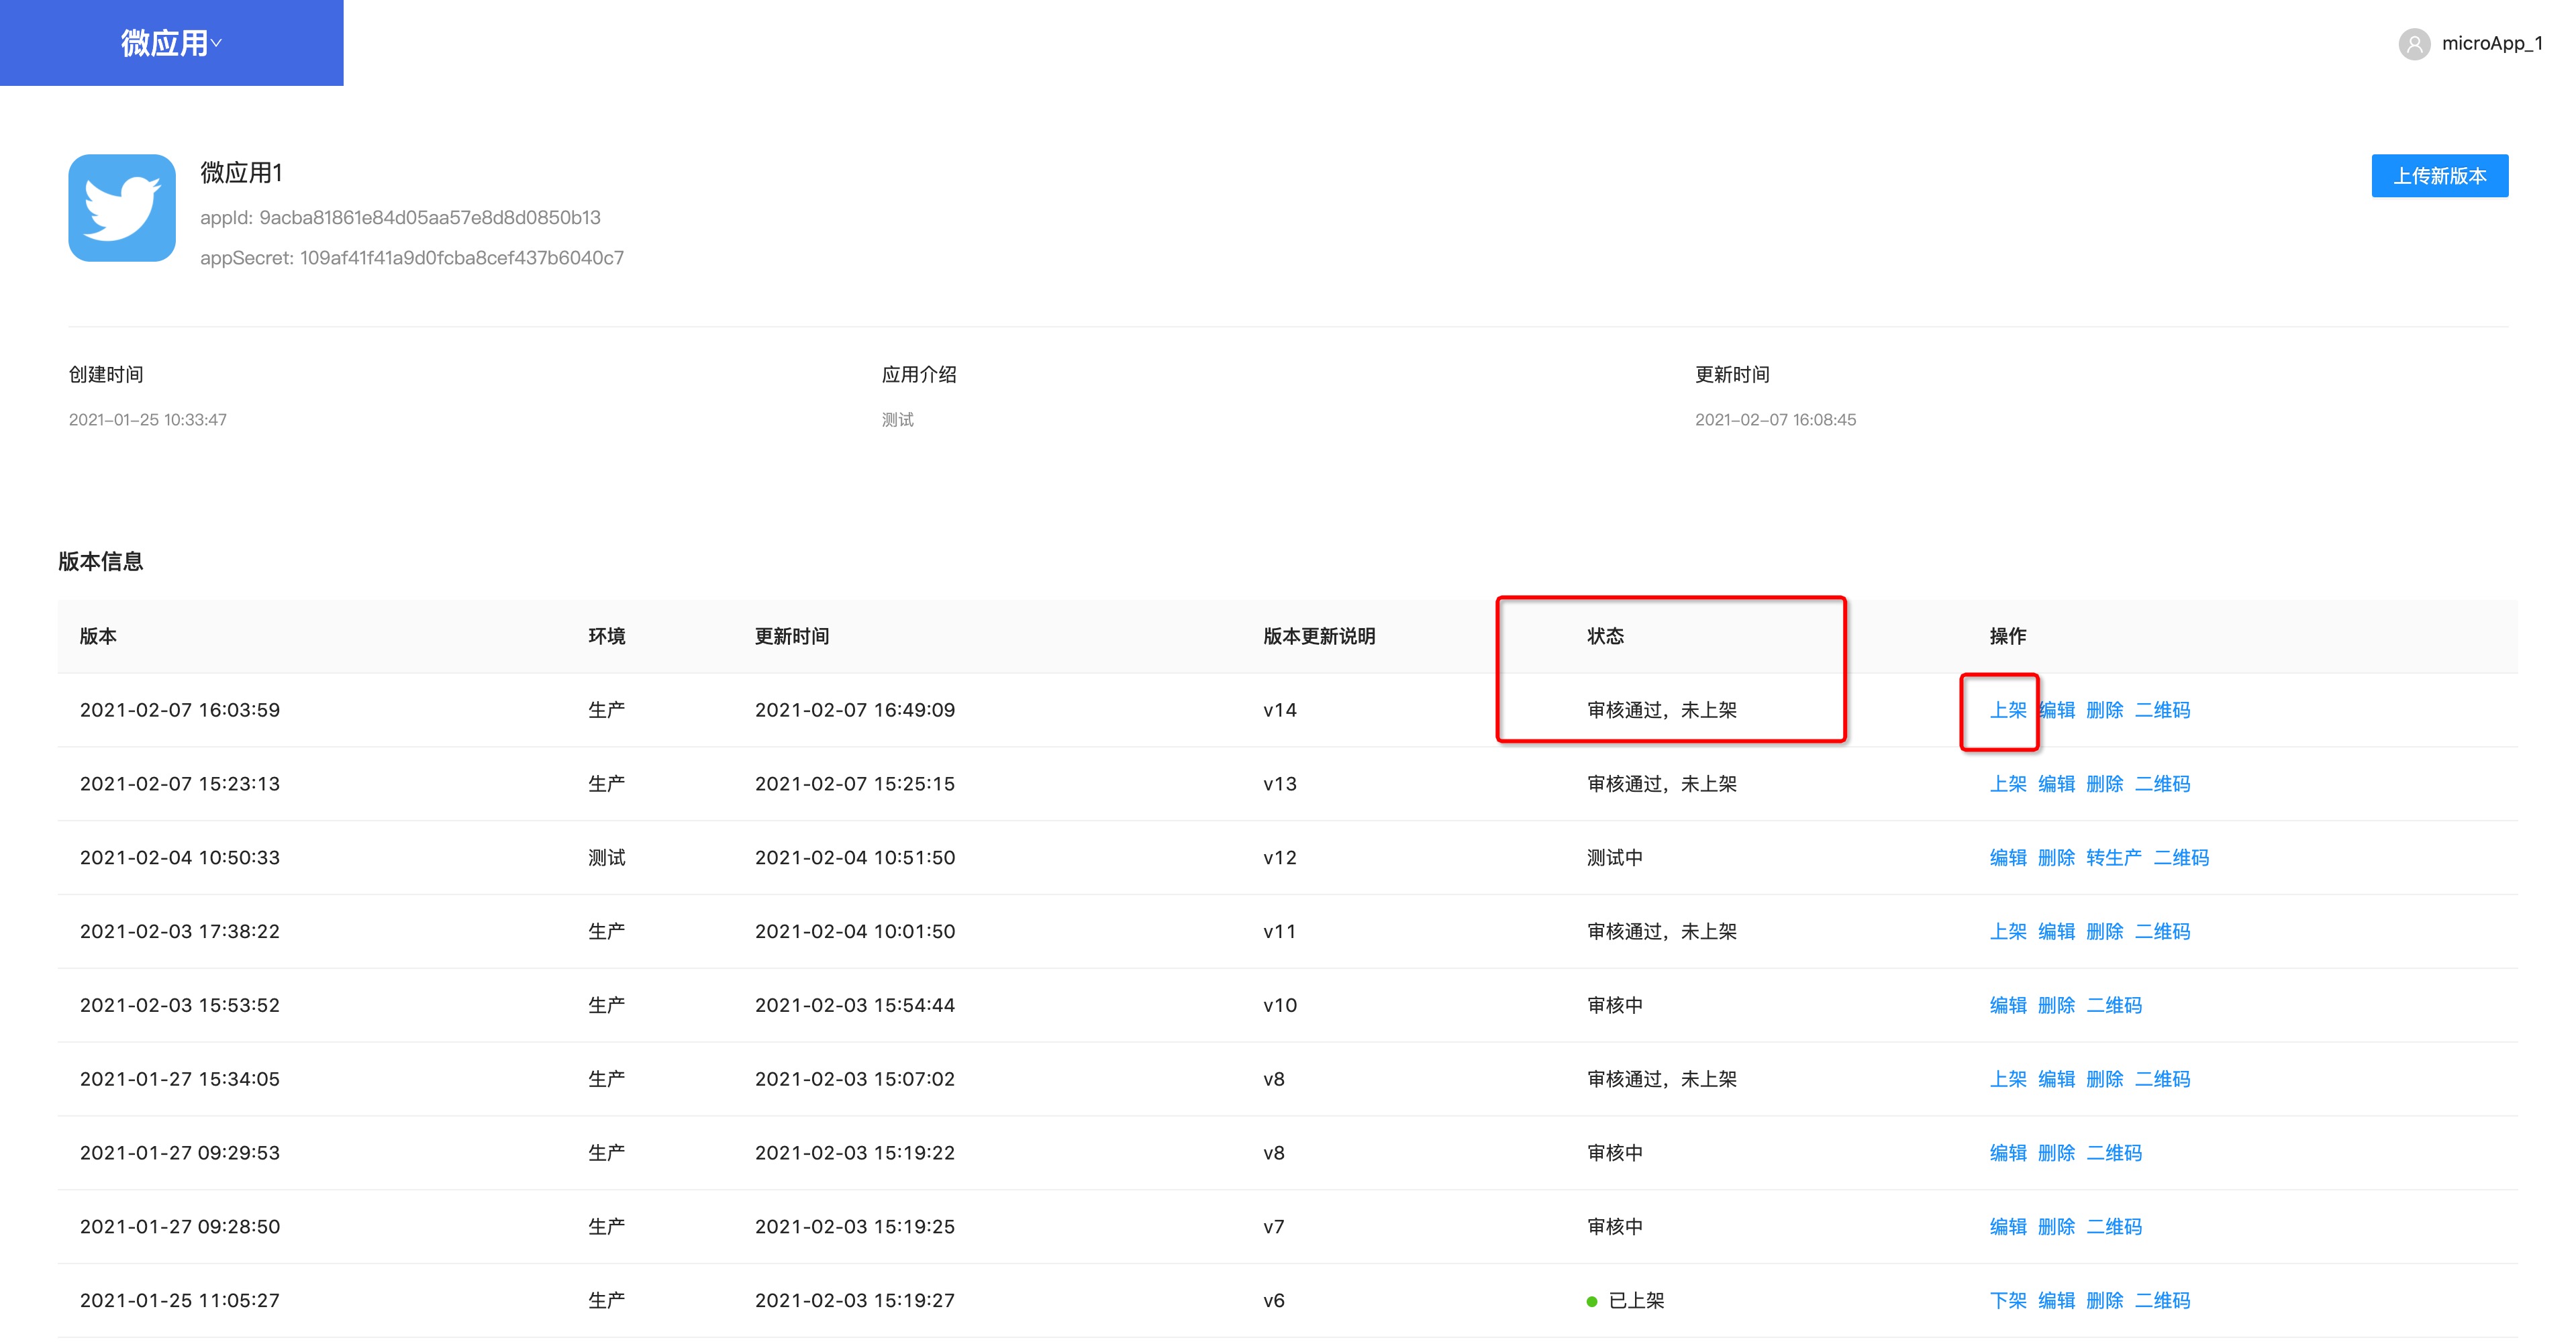 微应用
microApp_1
微应用1
上传新版本
appId: 9acba81861e84d05aa57e8d8d0850b13
appSecret: 109af41f41a9d0fcba8cef437b6040c7
创建时间 应用介绍 更新时间
2021-01-25 10:33:47 测试 2021-02-07 16:08:45
版本信息
版本 环境 更新时间 版本更新说明 状态 操作
2021-02-07 16:03:59 生产 2021-02-07 16:49:09 v14 审核通过，未上架 上架 编辑 删除 二维码
2021-02-07 15:23:13 生产 2021-02-07 15:25:15 v13 审核通过，未上架 上架 编辑 删除 二维码
2021-02-04 10:50:33 测试 2021-02-04 10:51:50 v12 测试中 编辑 删除 转生产 二维码
2021-02-03 17:38:22 生产 2021-02-04 10:01:50 v11 审核通过，未上架 上架 编辑 删除 二维码
2021-02-03 15:53:52 生产 2021-02-03 15:54:44 v10 审核中 编辑 删除 二维码
2021-01-27 15:34:05 生产 2021-02-03 15:07:02 v8 审核通过，未上架 上架 编辑 删除 二维码
2021-01-27 09:29:53 生产 2021-02-03 15:19:22 v8 审核中 编辑 删除 二维码
2021-01-27 09:28:50 生产 2021-02-03 15:19:25 v7 审核中 编辑 删除 二维码
2021-01-25 11:05:27 生产 2021-02-03 15:19:27 v6 已上架 下架 编辑 删除 二维码